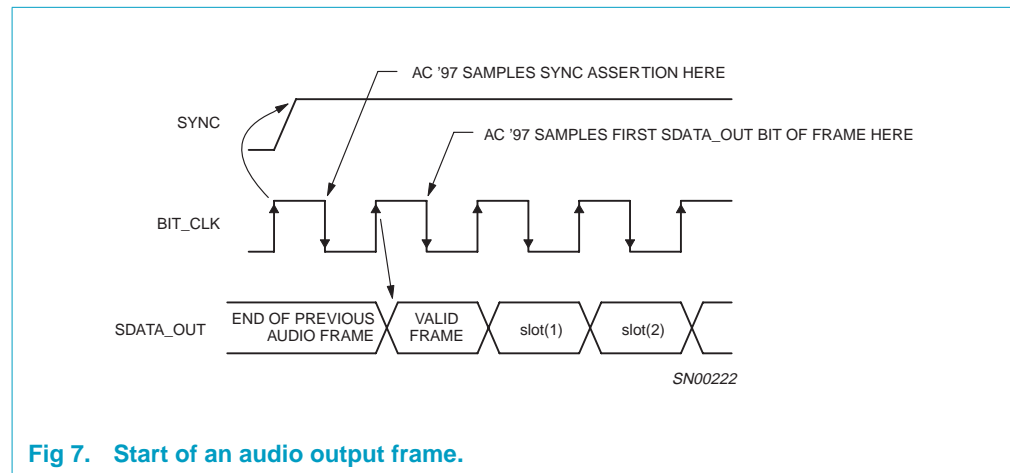 AC '97 SAMPLES SYNC ASSERTION HERE
SYNC
AC '97 SAMPLES FIRST SDATA_OUT BIT OF FRAME HERE
BIT_CLK
SDATA_OUT
END OF PREVIOUS
AUDIO FRAME
VALID
FRAME
slot(1)
slot(2)
SN00222
Fig 7. Start of an audio output frame.